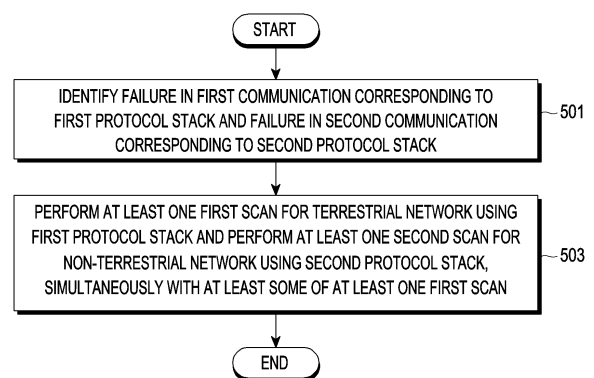 START
IDENTIFY FAILURE IN FIRST COMMUNICATION CORRESPONDING TO
FIRST PROTOCOL STACK AND FAILURE IN SECOND COMMUNICATION
CORRESPONDING TO SECOND PROTOCOL STACK
501
PERFORM AT LEAST ONE FIRST SCAN FOR TERRESTRIAL NETWORK USING
FIRST PROTOCOL STACK AND PERFORM AT LEAST ONE SECOND SCAN FOR
NON-TERRESTRIAL NETWORK USING SECOND PROTOCOL STACK,
SIMULTANEOUSLY WITH AT LEAST SOME OF AT LEAST ONE FIRST SCAN
503
END